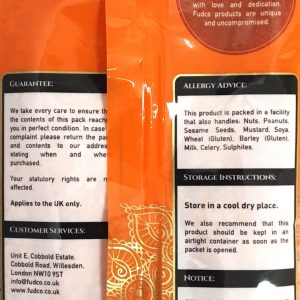 with love and dedication.
Fudco products are unique
and uncompromised.
GUARANTEE:
We take every care to ensure th
the contents of this pack reache
you in perfect condition. In case
complaint please return the pac
and contents to our addres
stating when and whe
purchased.
Your statutory rights are no
affected.
Applies to the UK only.
CUSTOMER SERVICES:
Unit E, Cobbold Estate,
Cobbold Road, Willesden,
London NW10 9ST
info@fudco.co.uk
www.fudco.co.uk
ALLERGY ADVICE:
This product is packed in a facility
that also handles: Nuts, Peanuts,
Sesame Seeds, Mustard, Soya,
Wheat (Gluten), Barley (Gluten),
Milk, Celery, Sulphites.
STORAGE INSTRUCTIONS:
Store in a cool dry place.
We also recommend that this
product should be kept in an
airtight container as soon as the
packet is opened.
NOTICE: